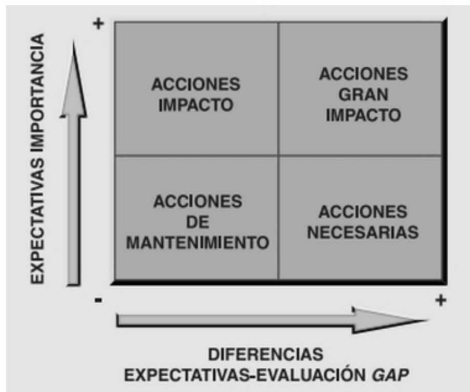 +
EXPECTATIVAS IMPORTANCIA
ACCIONES
IMPACTO
ACCIONES
GRAN
IMPACTO
ACCIONES
DE
MANTENIMIENTO
ACCIONES
NECESARIAS
-
+
DIFERENCIAS
EXPECTATIVAS-EVALUACIÓN GAP